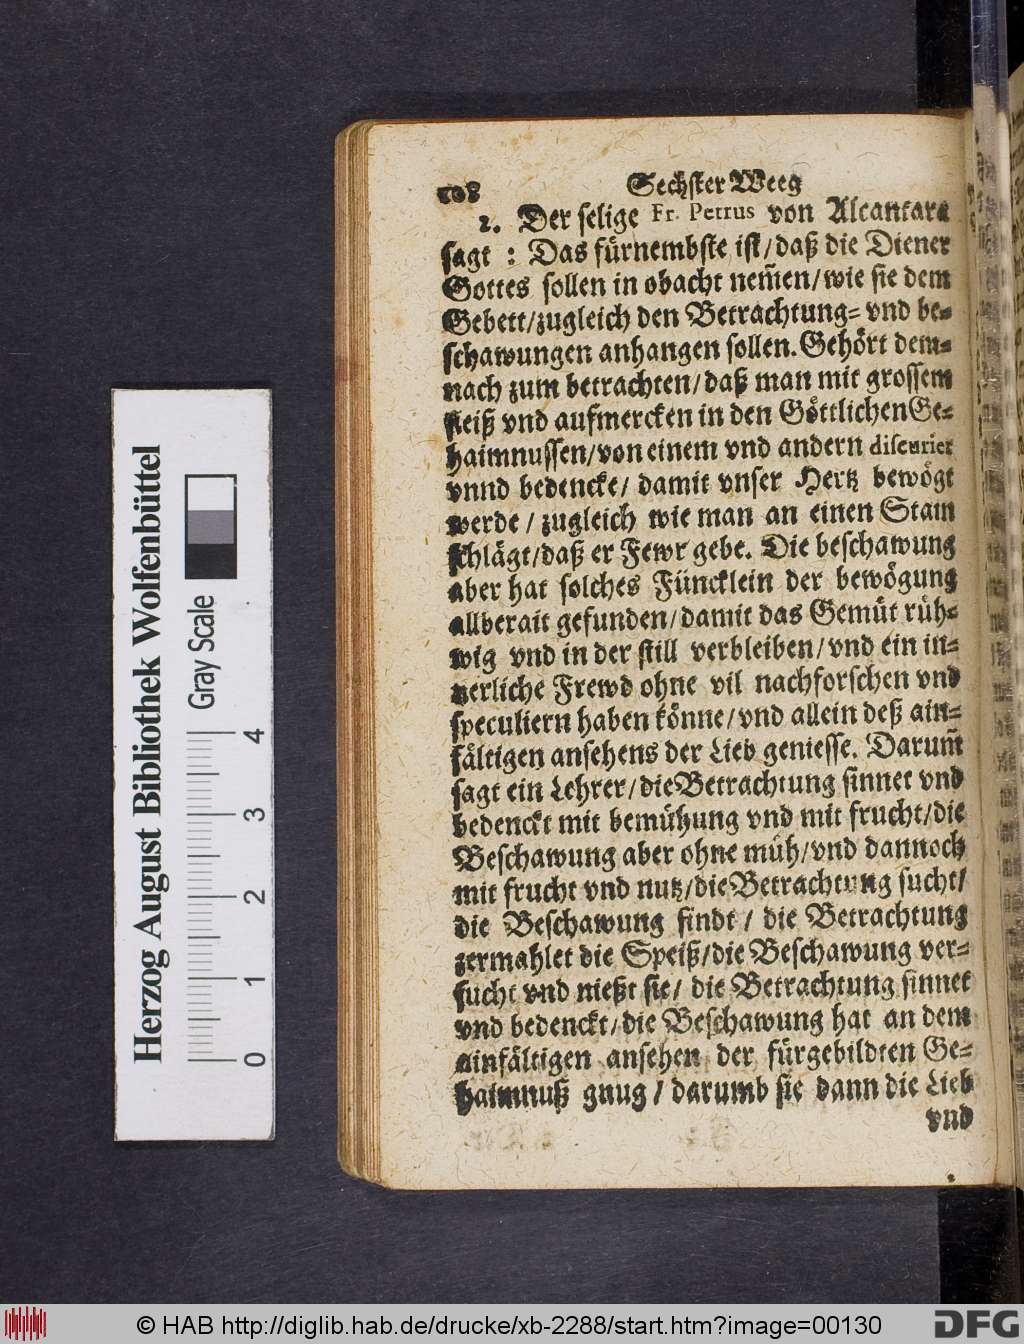 108 Sechster Weeg
2. Der selige Fr. Petrus von Alcantara
sagt : Das fürnembste ist/daß die Diener
Gottes sollen in obacht nem̃en/wie sie dem
Gebett/zugleich den Betrachtung= vnd be=
schawungen anhangen sollen. Gehört dem=
nach zum betrachten/daß man mit grossem
fleiß vnd aufmercken in den Göttlichen Ge=
haimnussen/von einem vnd andern discurier
vnnd bedencke/ damit vnser Hertz bewögt
werde / zugleich wie man an einen Stain
schlägt/daß er Fewr gebe. Die beschawung
aber hat solches Füncklein der bewögung
allberait gefunden/damit das Gemüt rüh=
wig vnd in der still verbleiben/vnd ein in=
nerliche Frewd ohne vil nachforschen vnd
speculiern haben könne/vnd allein deß ain=
fältigen ansehens der Lieb geniesse. Darum̃
sagt ein Lehrer/die Betrachtung sinnet vnd
bedenckt mit bemühung vnd mit frucht/die
Beschawung aber ohne müh/vnd dannoch
mit frucht vnd nutz/die Betrachtung sucht/
die Beschawung findt / die Betrachtung
zermahlet die Speiß/die Beschawung ver=
sucht vnd nießt sie/ die Betrachtung sinnet
vnd bedenckt/die Beschawung hat an dem
ainfältigen ansehen der fürgebildten Ge=
haimnuß gnug / darumb sie dann die Lieb
vnd
Herzog August Bibliothek Wolfenbüttel
Gray Scale
0 1 2 3 4
© HAB http://diglib.hab.de/drucke/xb-2288/start.htm?image=00130
DFG